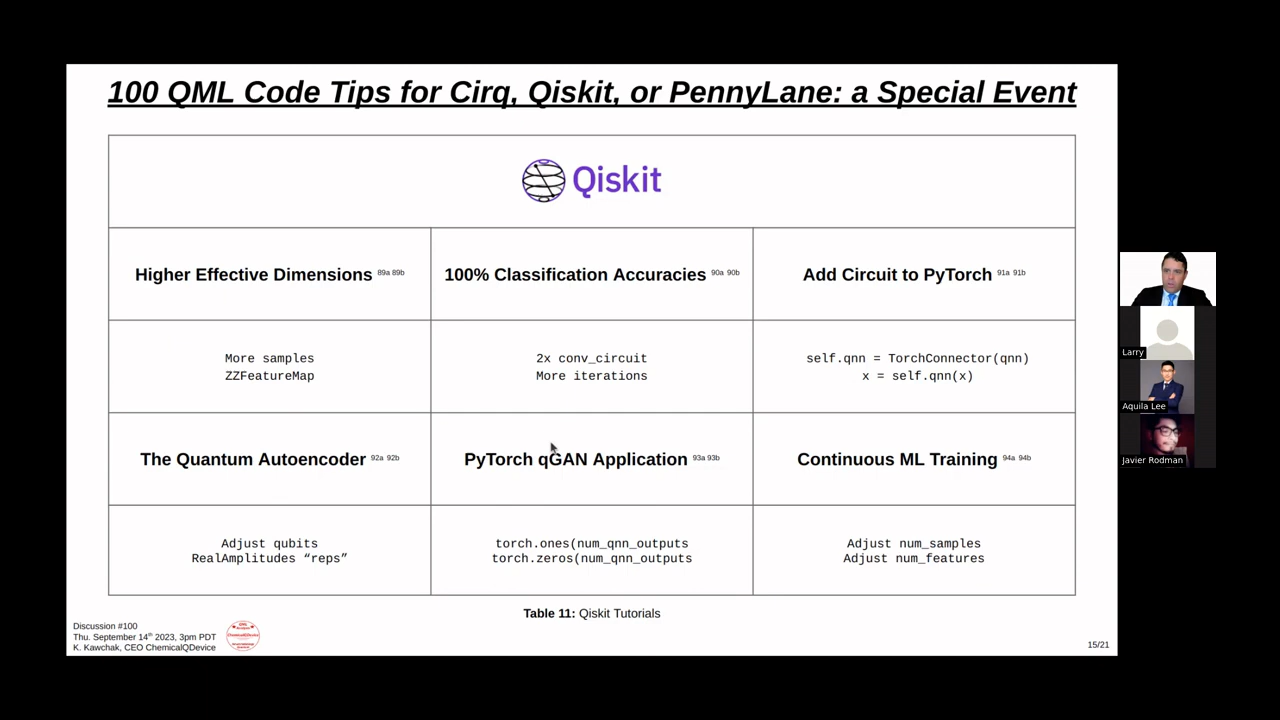 100 QML Code Tips for Cirq, Qiskit, or PennyLane: a Special Event
Qiskit
Higher Effective Dimensions 89a 89b
100% Classification Accuracies 90a 90b
Add Circuit to PyTorch 91a 91b
More samples
ZZFeatureMap
2x conv_circuit
More iterations
self.qnn = TorchConnector(qnn)
x = self.qnn(x)
The Quantum Autoencoder 92a 92b
PyTorch qGAN Application 93a 93b
Continuous ML Training 94a 94b
Adjust qubits
RealAmplitudes “reps”
torch.ones(num_qnn_outputs
torch.zeros(num_qnn_outputs
Adjust num_samples
Adjust num_features
Table 11: Qiskit Tutorials
Discussion #100
Thu. September 14th 2023, 3pm PDT
K. Kawchak, CEO ChemicalQDevice
ChemicalQDevice
15/21
Larry
Aquila Lee
Javier Rodman